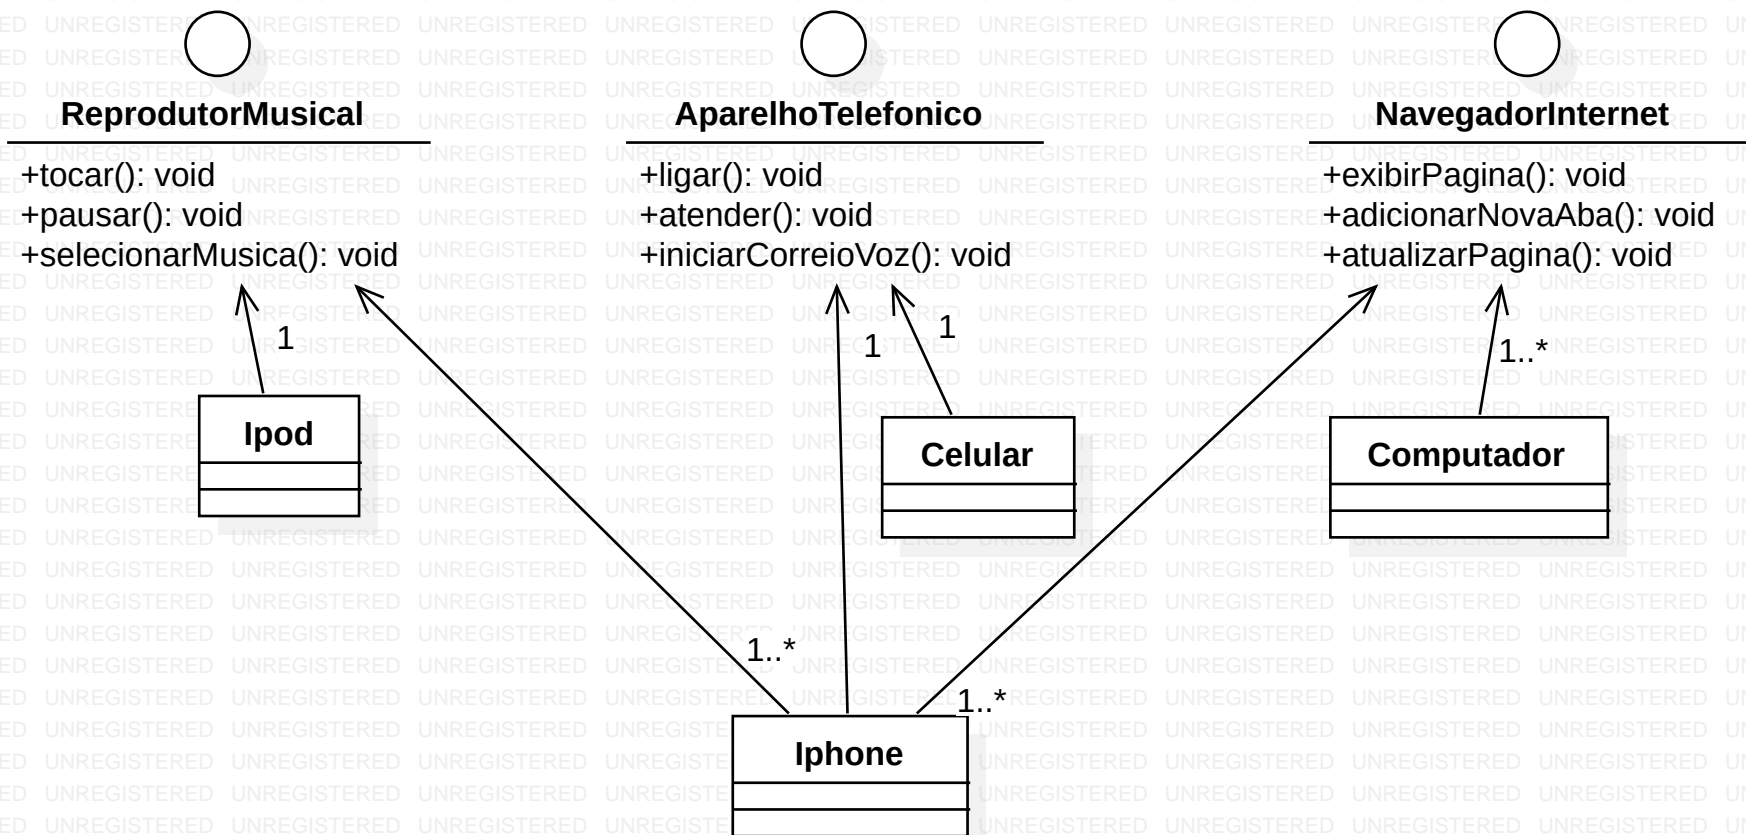 ReprodutorMusical
+tocar(): void
+pausar(): void
+selecionarMusica(): void
AparelhoTelefonico
+ligar(): void
+atender(): void
+iniciarCorreioVoz(): void
NavegadorInternet
+exibirPagina(): void
+adicionarNovaAba(): void
+atualizarPagina(): void
1
1
1
1..*
Ipod
Celular
Computador
1..*
1..*
Iphone
UNREGISTERED